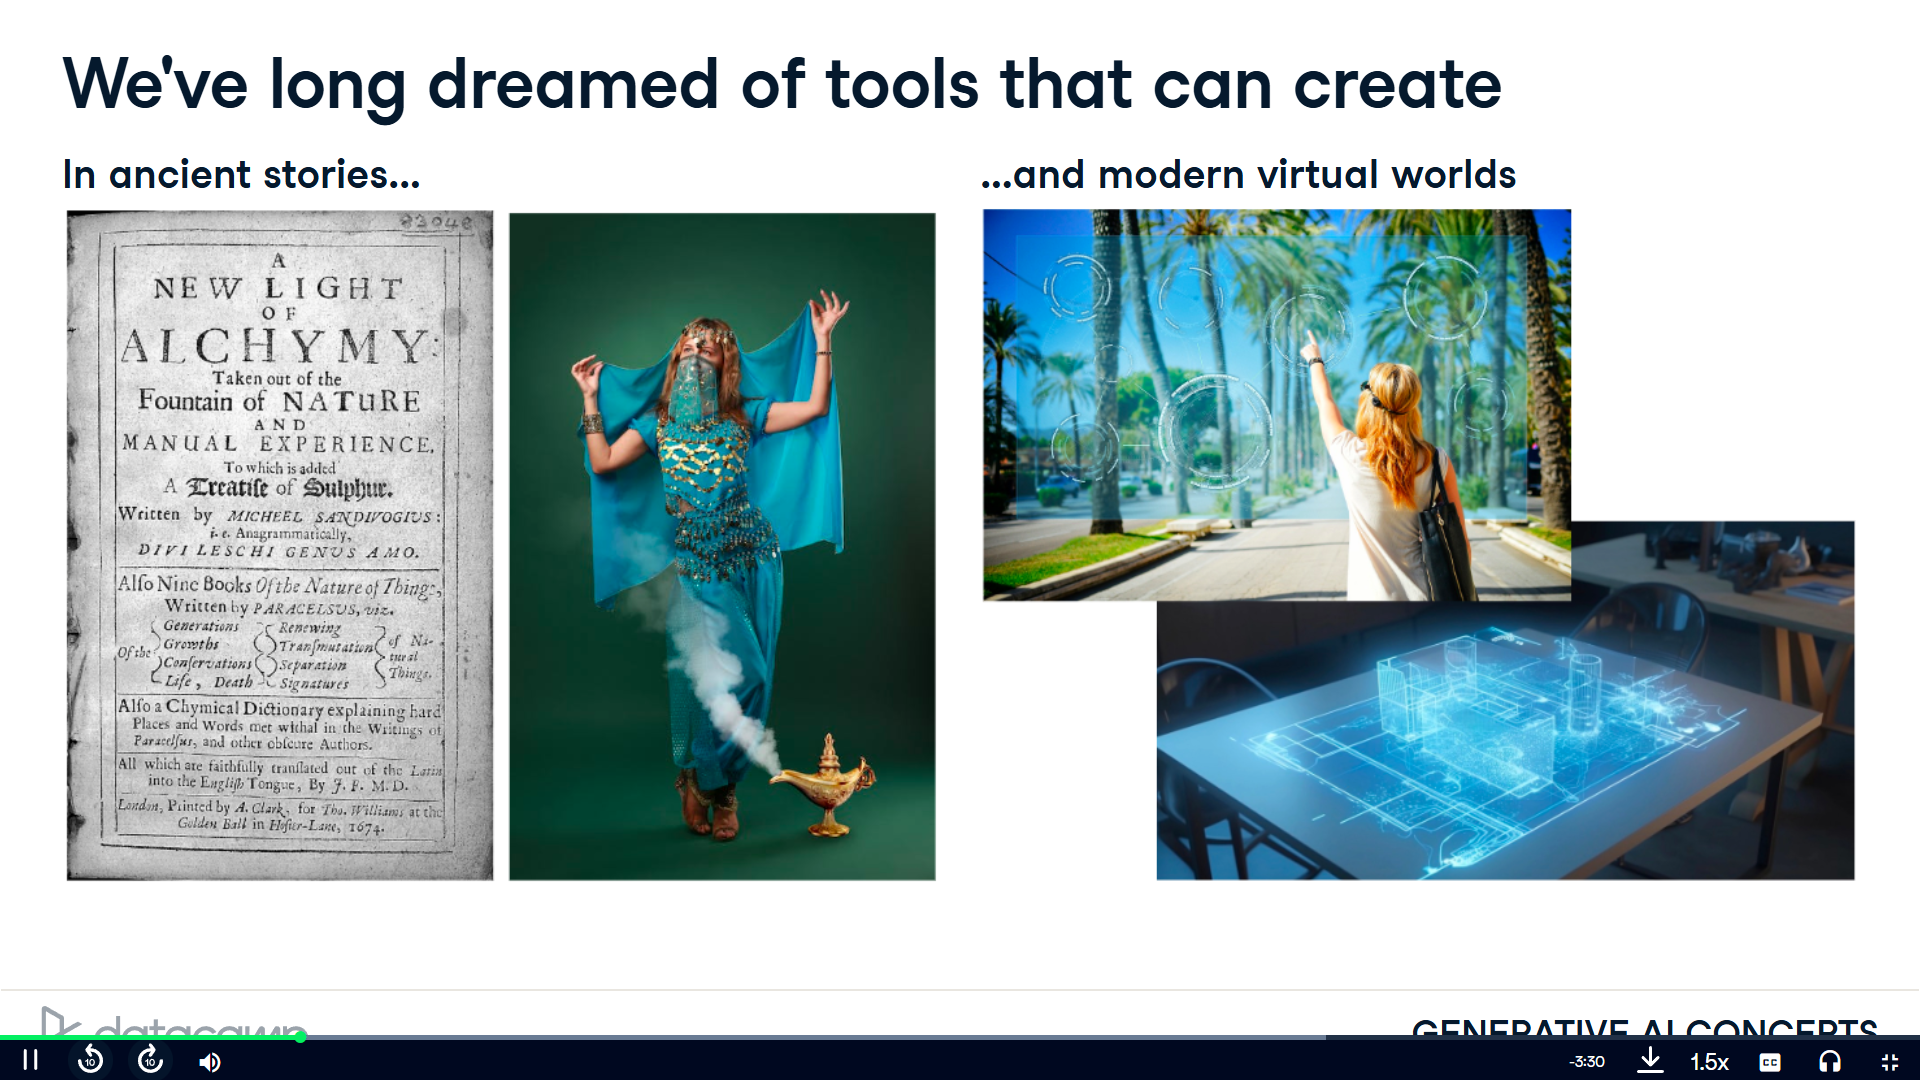 We've long dreamed of tools that can create
In ancient stories...
...and modern virtual worlds
83948
A
NEW LIGHT
OF
ALCHYMY:
Taken out of the
Fountain of NATURE
AND
MANUAL EXPERIENCE.
To which is added
A Treatise of Sulphur.
Written by MICHEEL SANDIVOGIUS:
i. e. Anagrammatically,
DIVI LESCHI GENUS AMO.
Also Nine Books Of the Nature of Things,
Written by PARACELSUS, viz.
Of the
Generations
Growths
Conservations
Life, Death
Renewing
Transmutation
Separation
Signatures
of Na-
tural
Things.
Also a Chymical Dictionary explaining hard
Places and Words met withal in the Writings of
Paracelsus, and other obscure Authors.
All which are faithfully translated out of the Latin
into the English Tongue, By J. F. M.D.
London, Printed by A. Clark, for Tho. Williams at the
Golden Ball in Hosier-Lane, 1674.
datacamp
GENERATIVE AI CONCEPTS
10
10
-3:30
1.5x
CC